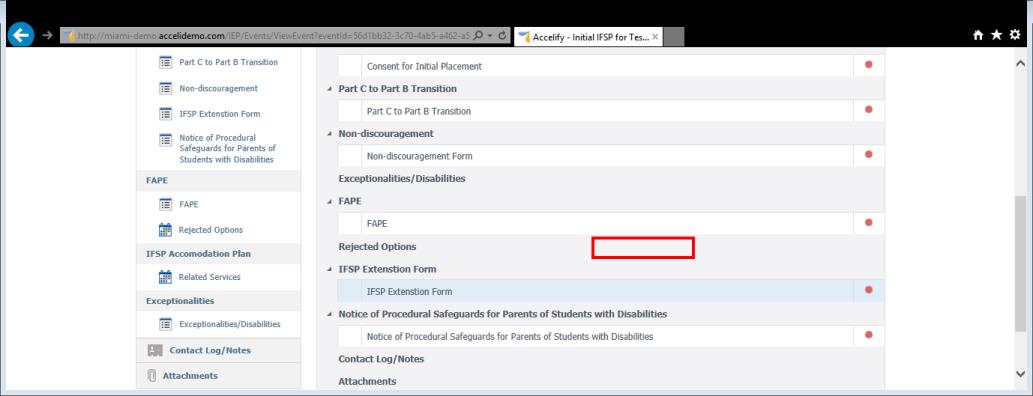 http://miami-demo.accelidemo.com/IEP/Events/ViewEvent?eventId=56d1bb32-3c70-4ab5-a462-a5
Accelify - Initial IFSP for Tes...
Part C to Part B Transition
Non-discouragement
IFSP Extenstion Form
Notice of Procedural
Safeguards for Parents of
Students with Disabilities
FAPE
FAPE
Rejected Options
IFSP Accomodation Plan
Related Services
Exceptionalities
Exceptionalities/Disabilities
Contact Log/Notes
Attachments
Consent for Initial Placement
Part C to Part B Transition
Part C to Part B Transition
Non-discouragement
Non-discouragement Form
Exceptionalities/Disabilities
FAPE
FAPE
Rejected Options
IFSP Extenstion Form
IFSP Extenstion Form
Notice of Procedural Safeguards for Parents of Students with Disabilities
Notice of Procedural Safeguards for Parents of Students with Disabilities
Contact Log/Notes
Attachments